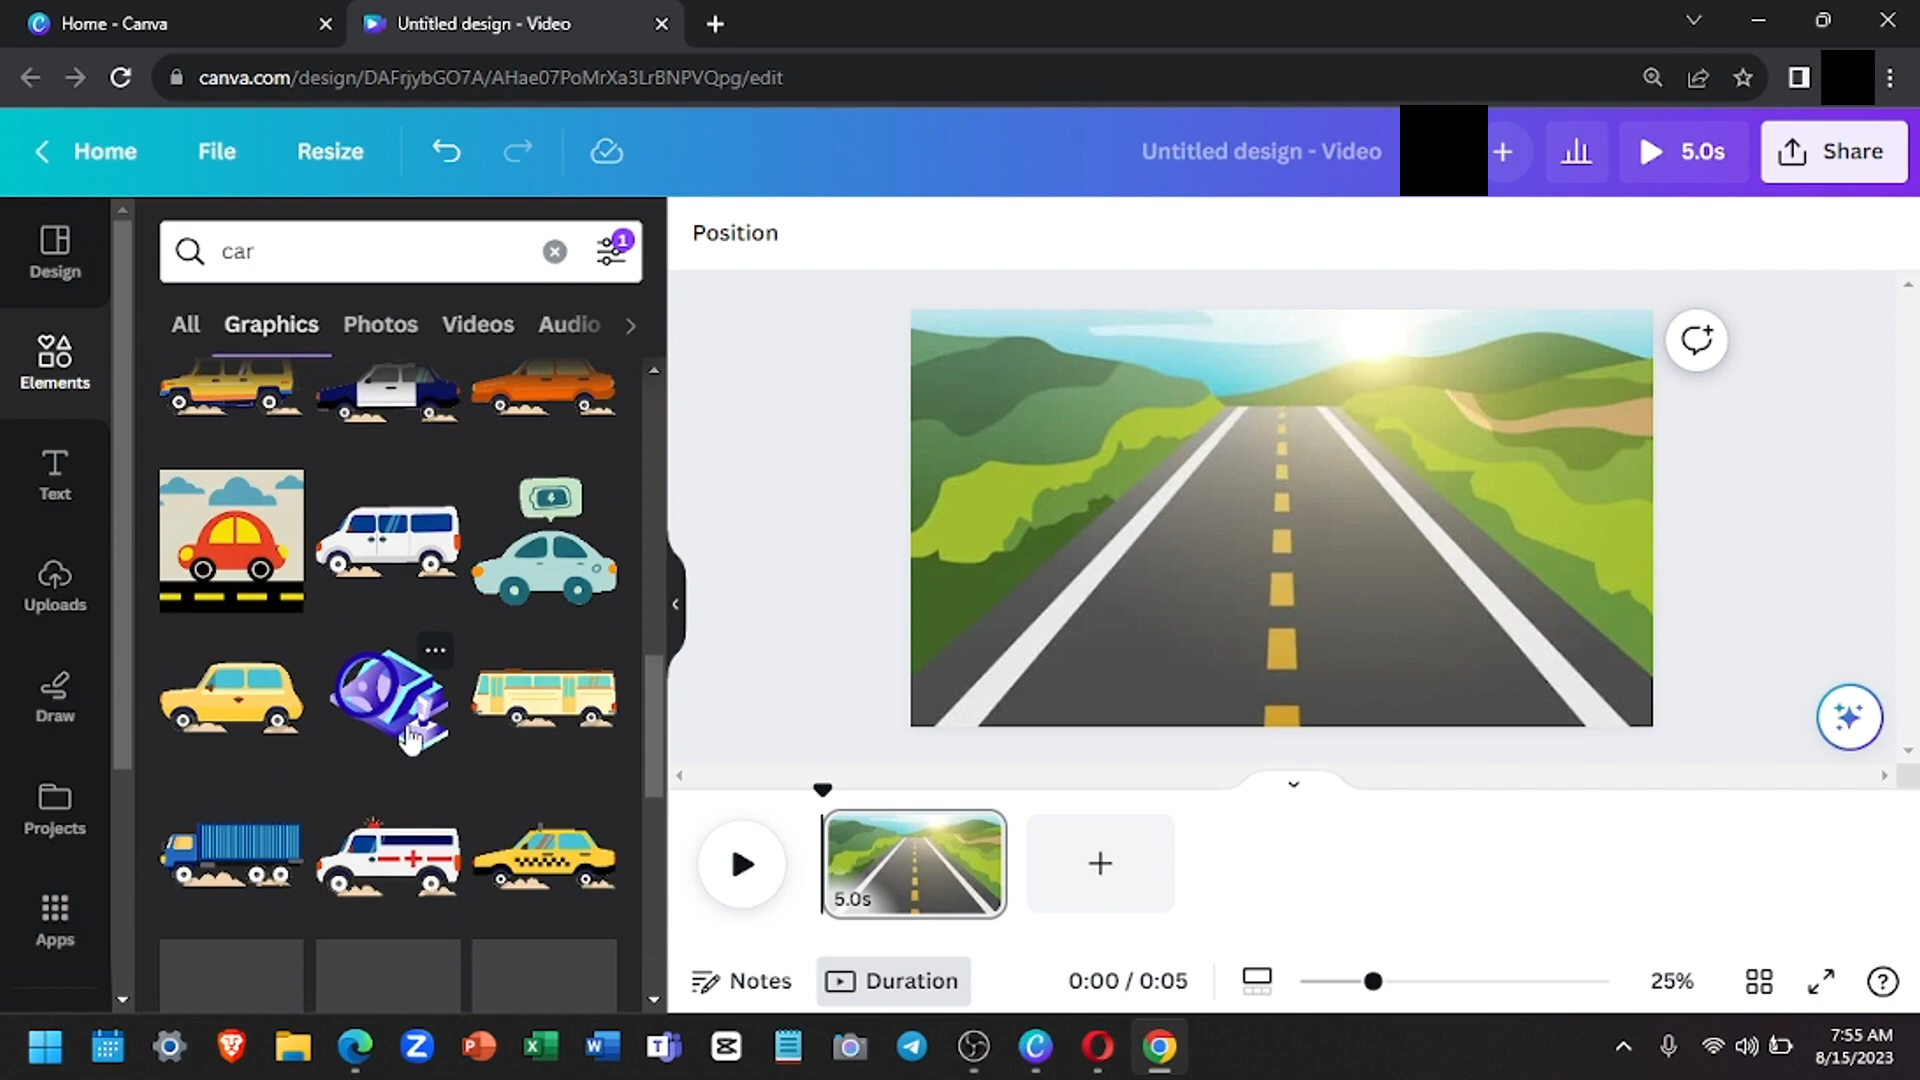 Home - Canva
Untitled design - Video
canva.com/design/DAFrjybGO7A/AHae07PoMrXa3LrBNPVQpg/edit
Home
File
Resize
Untitled design - Video
5.0s
Share
Design
Elements
Text
Uploads
Draw
Projects
Apps
car
1
All
Graphics
Photos
Videos
Audio
Position
5.0s
Notes
Duration
0:00 / 0:05
25%
7:55 AM
8/15/2023